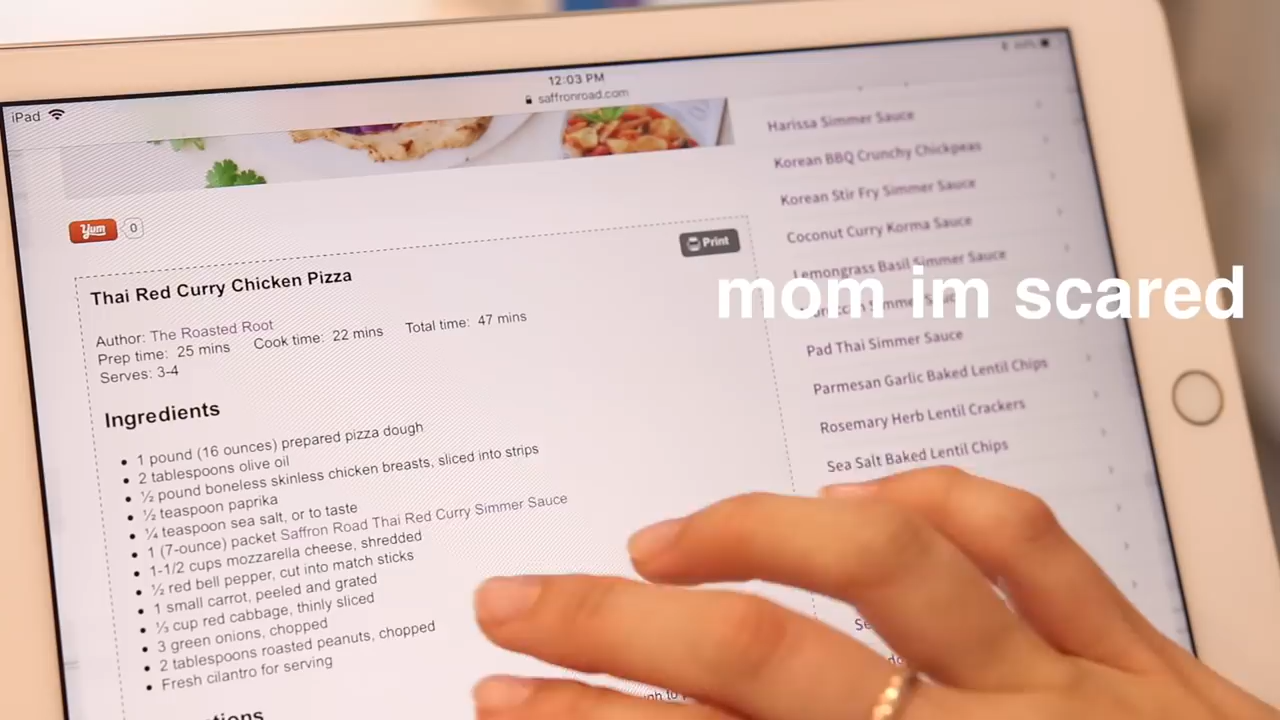 iPad
12:03 PM
saffronroad.com
Yum
0
Print
Thai Red Curry Chicken Pizza
Author: The Roasted Root
Prep time: 25 mins Cook time: 22 mins Total time: 47 mins
Serves: 3-4
Ingredients
1 pound (16 ounces) prepared pizza dough
2 tablespoons olive oil
½ pound boneless skinless chicken breasts, sliced into strips
½ teaspoon paprika
¼ teaspoon sea salt, or to taste
1 (7-ounce) packet Saffron Road Thai Red Curry Simmer Sauce
1-1/2 cups mozzarella cheese, shredded
½ red bell pepper, cut into match sticks
1 small carrot, peeled and grated
⅓ cup red cabbage, thinly sliced
3 green onions, chopped
2 tablespoons roasted peanuts, chopped
Fresh cilantro for serving
Harissa Simmer Sauce
Korean BBQ Crunchy Chickpeas
Korean Stir Fry Simmer Sauce
Coconut Curry Korma Sauce
Lemongrass Basil Simmer Sauce
mom im scared
Simmer Sauce
Pad Thai Simmer Sauce
Parmesan Garlic Baked Lentil Chips
Rosemary Herb Lentil Crackers
Sea Salt Baked Lentil Chips